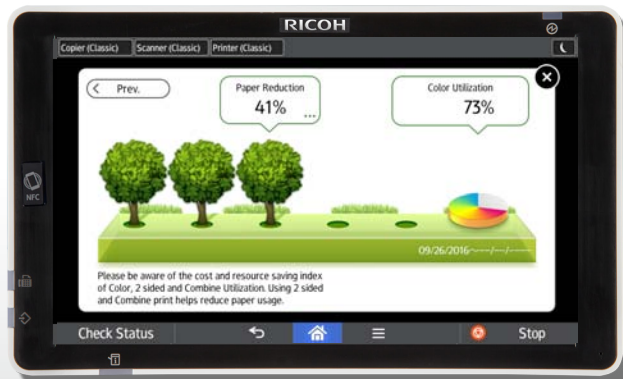 RICOH
Copier (Classic)
Scanner (Classic)
Printer (Classic)
Prev.
Paper Reduction
41%
...
Color Utilization
73%
NFC
09/26/2016~----/--/----
Please be aware of the cost and resource saving index
of Color, 2 sided and Combine Utilization. Using 2 sided
and Combine print helps reduce paper usage.
Check Status
Stop